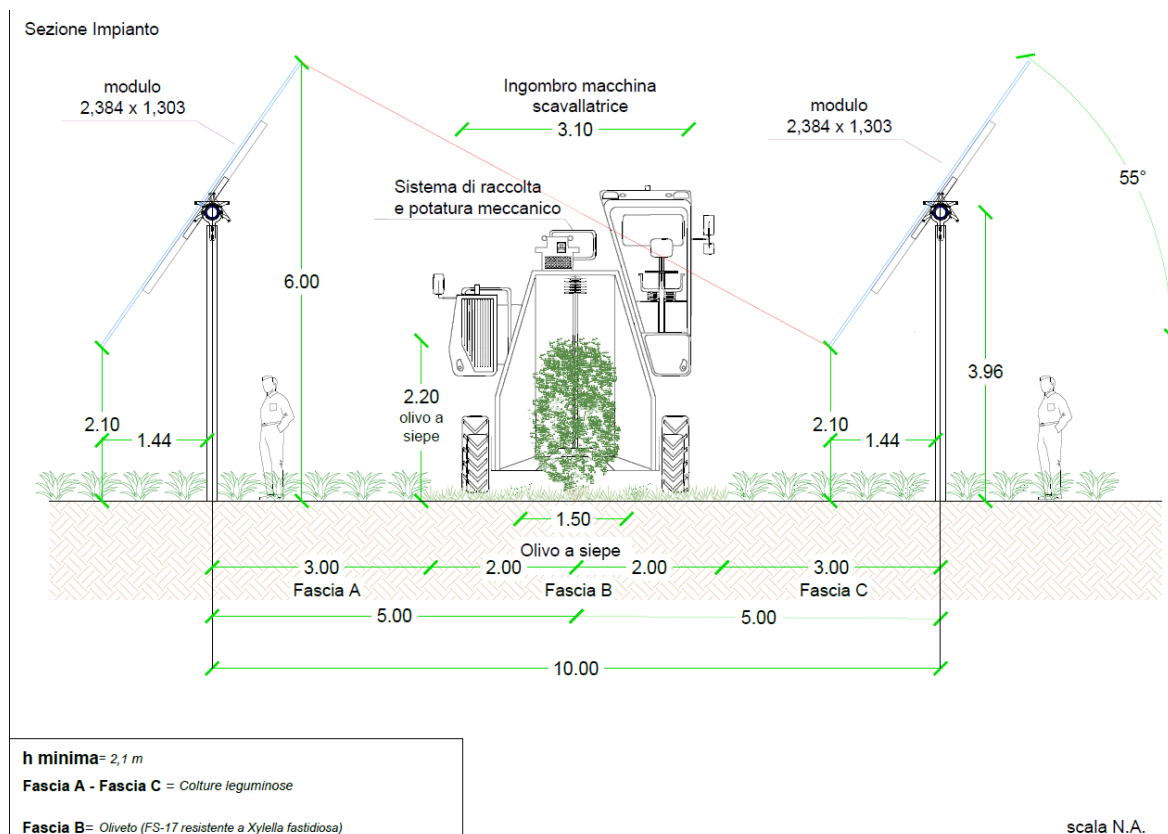 Sezione Impianto
modulo
2,384 x 1,303
Ingombro macchina
scavallatrice
3.10
modulo
2,384 x 1,303
55°
Sistema di raccolta
e potatura meccanico
6.00
3.96
2.20
olivo a
siepe
2.10
1.44
2.10
1.44
1.50
Olivo a siepe
3.00
2.00
2.00
3.00
Fascia A
Fascia B
Fascia C
5.00
5.00
10.00
h minima= 2,1 m
Fascia A - Fascia C = Colture leguminose
Fascia B= Oliveto (FS-17 resistente a Xylella fastidiosa)
scala N.A.